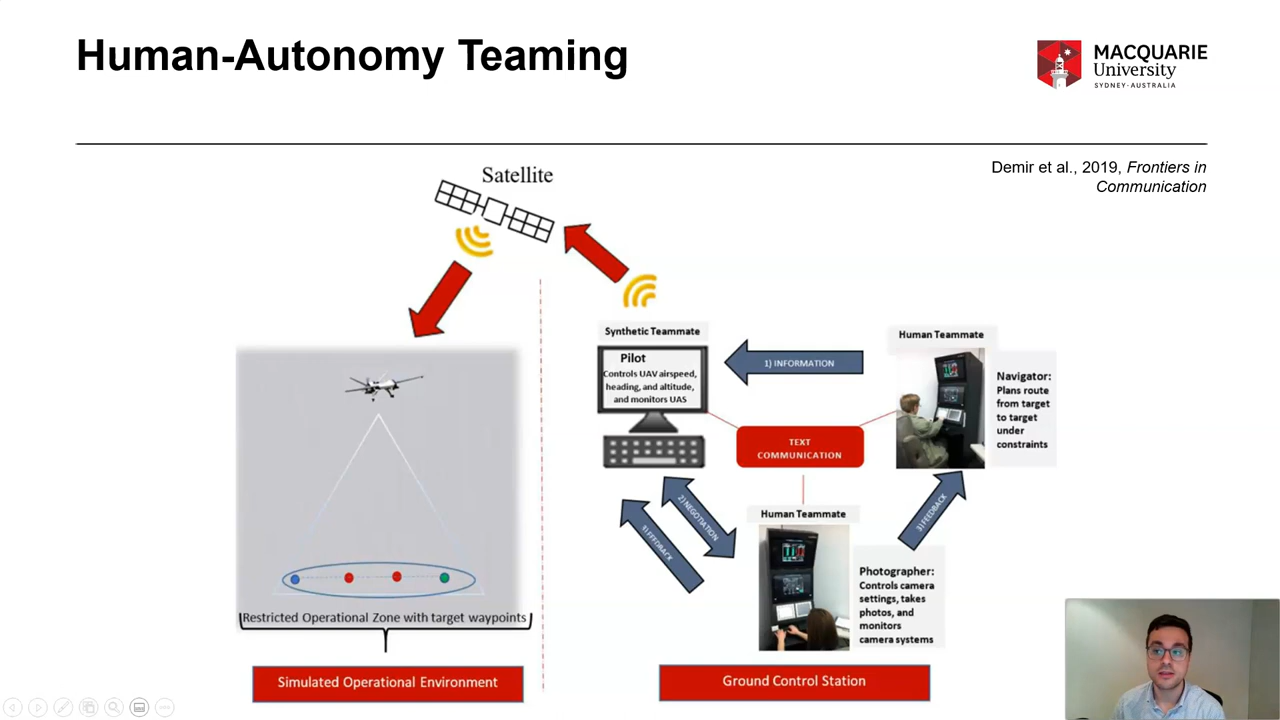 Human-Autonomy Teaming
MACQUARIE
University
SYDNEY-AUSTRALIA
Demir et al., 2019, Frontiers in
Communication
Satellite
Synthetic Teammate
Pilot
Controls UAV airspeed,
heading, and altitude,
and monitors UAS
1) INFORMATION
Human Teammate
Navigator:
Plans route
from target
to target
under
constraints
TEXT
COMMUNICATION
2) NEGOTIATION
3) FEEDBACK
3) FEEDBACK
Human Teammate
Photographer:
Controls camera
settings, takes
photos, and
monitors
camera systems
Restricted Operational Zone with target waypoints
Simulated Operational Environment
Ground Control Station